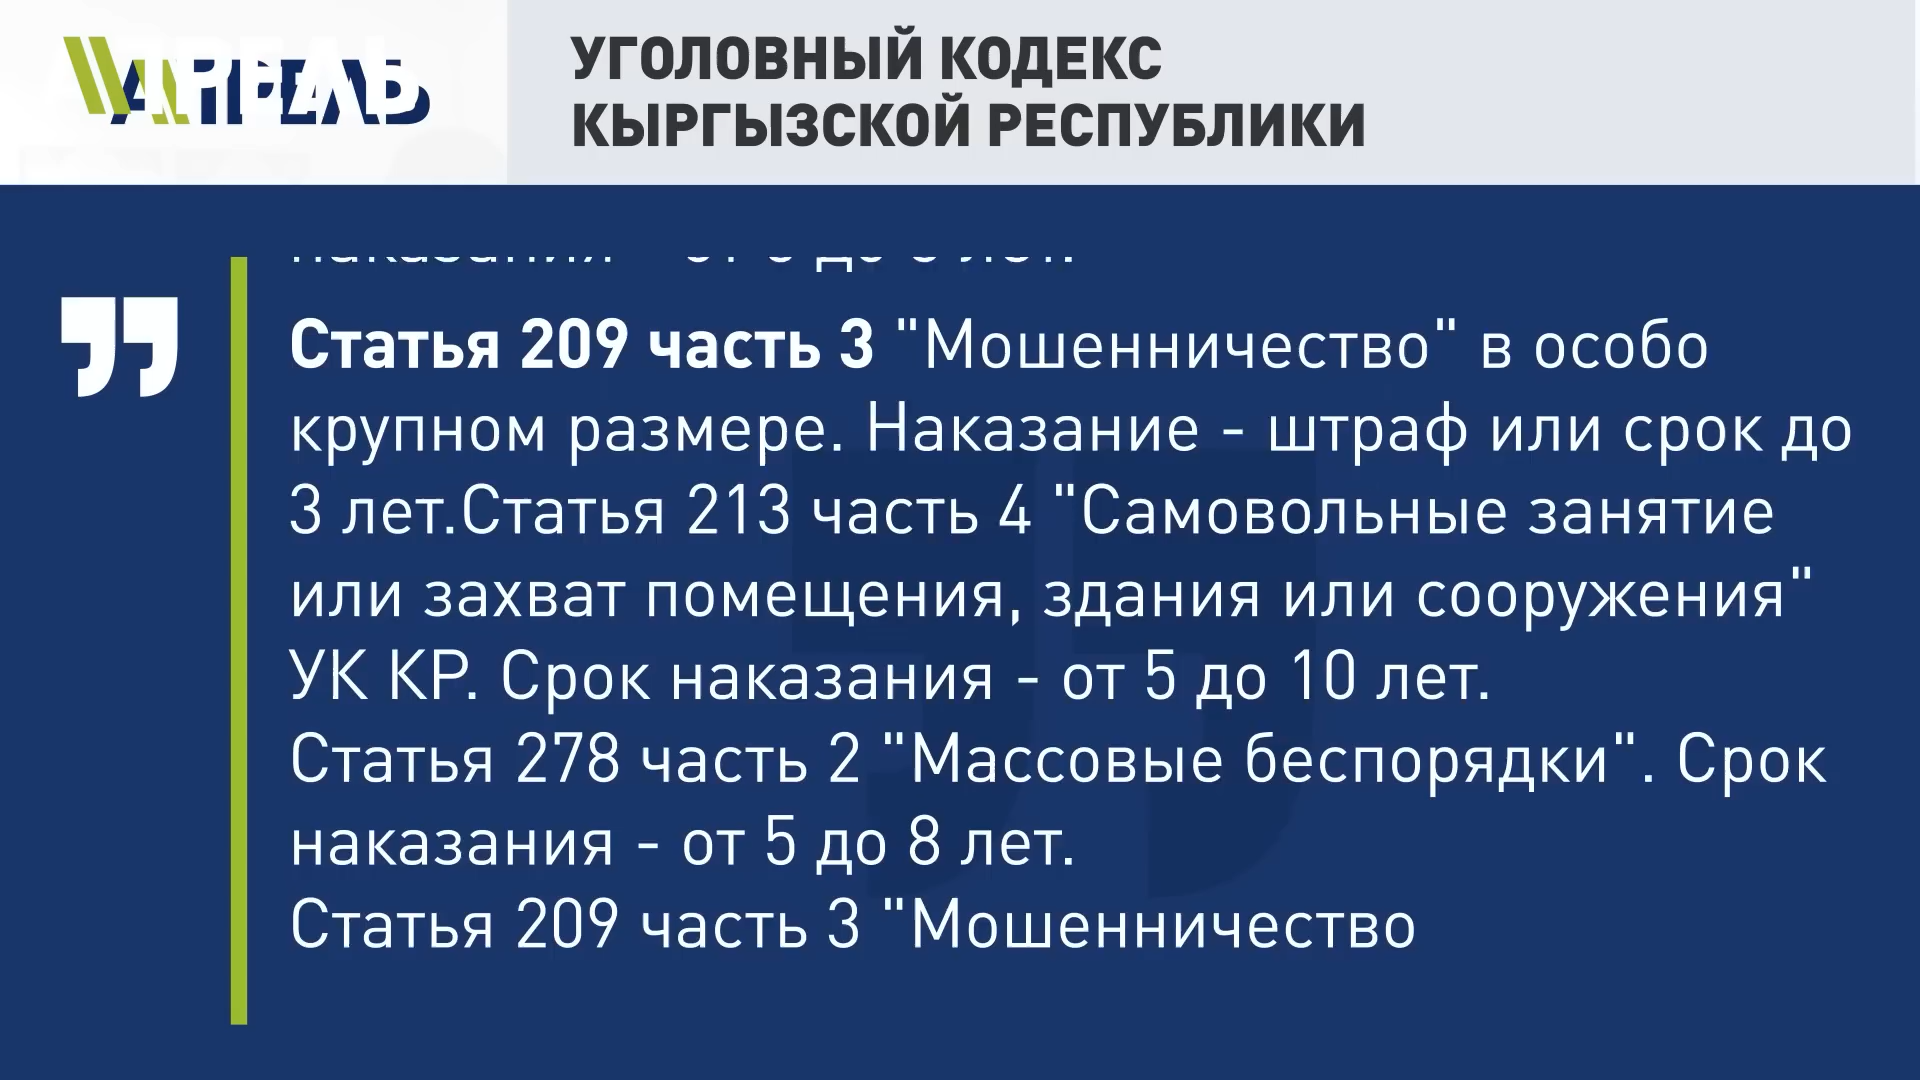 АПРЕЛЬ
УГОЛОВНЫЙ КОДЕКС
КЫРГЫЗСКОЙ РЕСПУБЛИКИ
Статья 209 часть 3 "Мошенничество" в особо
крупном размере. Наказание - штраф или срок до
3 лет.Статья 213 часть 4 "Самовольные занятие
или захват помещения, здания или сооружения"
УК КР. Срок наказания - от 5 до 10 лет.
Статья 278 часть 2 "Массовые беспорядки". Срок
наказания - от 5 до 8 лет.
Статья 209 часть 3 "Мошенничество